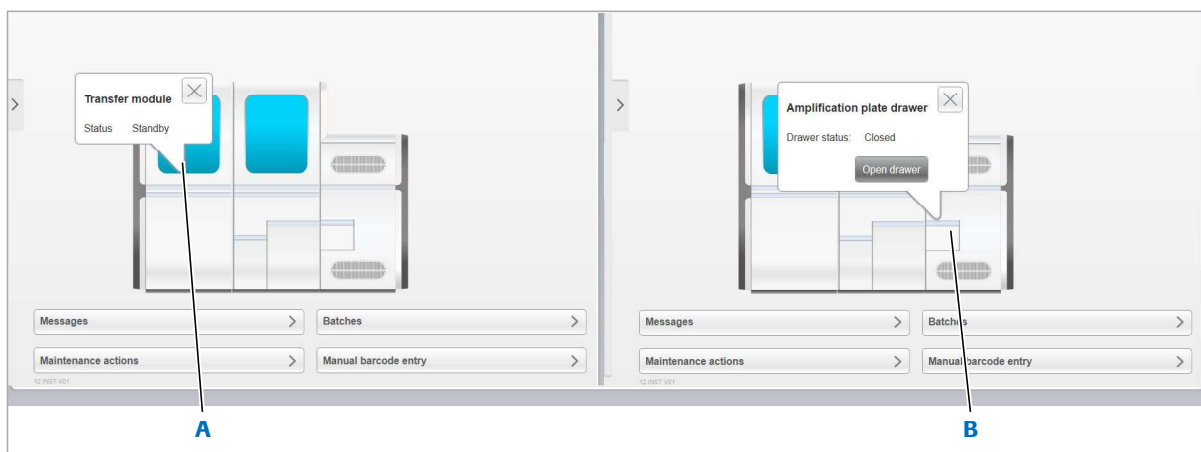 Transfer module
Status Standby
Messages
Batches
Maintenance actions
Manual barcode entry
12.INST V01
A
Amplification plate drawer
Drawer status: Closed
Open drawer
Messages
Batches
Maintenance actions
Manual barcode entry
12.INST V01
B